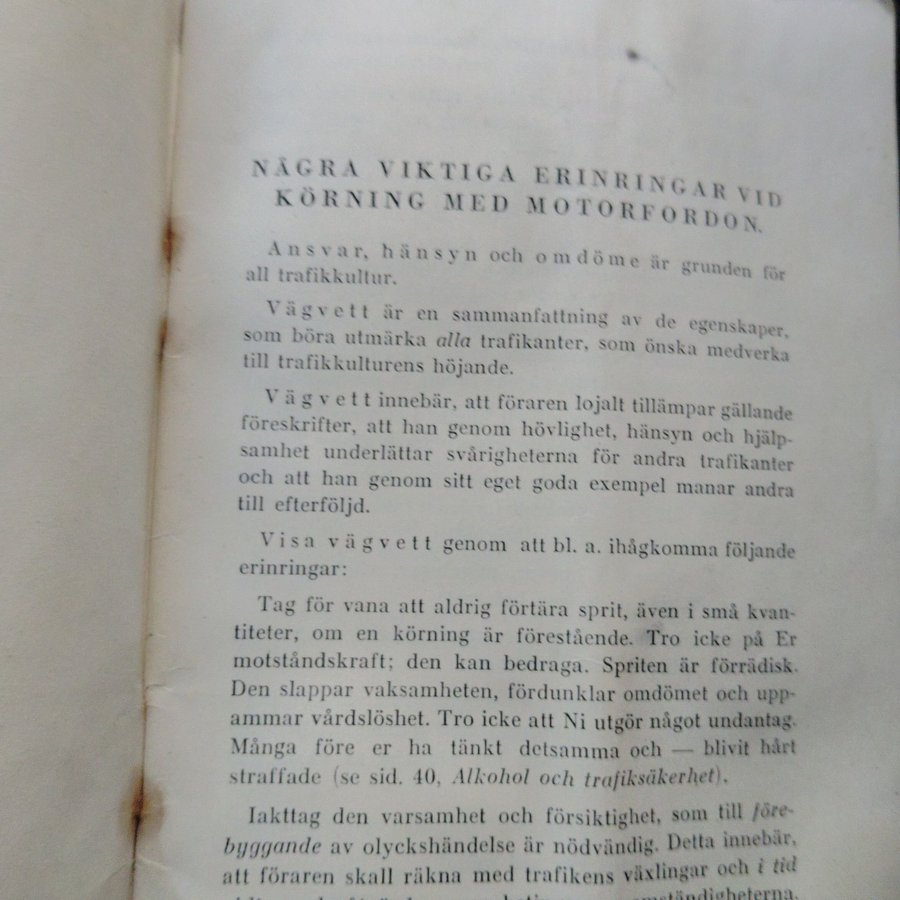 NÅGRA VIKTIGA ERINRINGAR VID
KÖRNING MED MOTORFORDON.
Ansvar, hänsyn och omdöme är grunden för
all trafikkultur.
Vägvett är en sammanfattning av de egenskaper,
som böra utmärka alla trafikanter, som önska medverka
till trafikkulturens höjande.
Vägvett innebär, att föraren lojalt tillämpar gällande
föreskrifter, att han genom hövlighet, hänsyn och hjälp-
samhet underlättar svårigheterna för andra trafikanter
och att han genom sitt eget goda exempel manar andra
till efterföljd.
Visa vägvett genom att bl. a. ihågkomma följande
erinringar:
Tag för vana att aldrig förtära sprit, även i små kvan-
titeter, om en körning är förestående. Tro icke på Er
motståndskraft; den kan bedraga. Spriten är förrädisk.
Den slappar vaksamheten, fördunklar omdömet och upp-
ammar vårdslöshet. Tro icke att Ni utgör något undantag.
Många före er ha tänkt detsamma och — blivit hårt
straffade (se sid. 40, Alkohol och trafiksäkerhet).
Iakttag den varsamhet och försiktighet, som till före-
byggande av olyckshändelse är nödvändig. Detta innebär,
att föraren skall räkna med trafikens växlingar och i tid
omständigheterna.